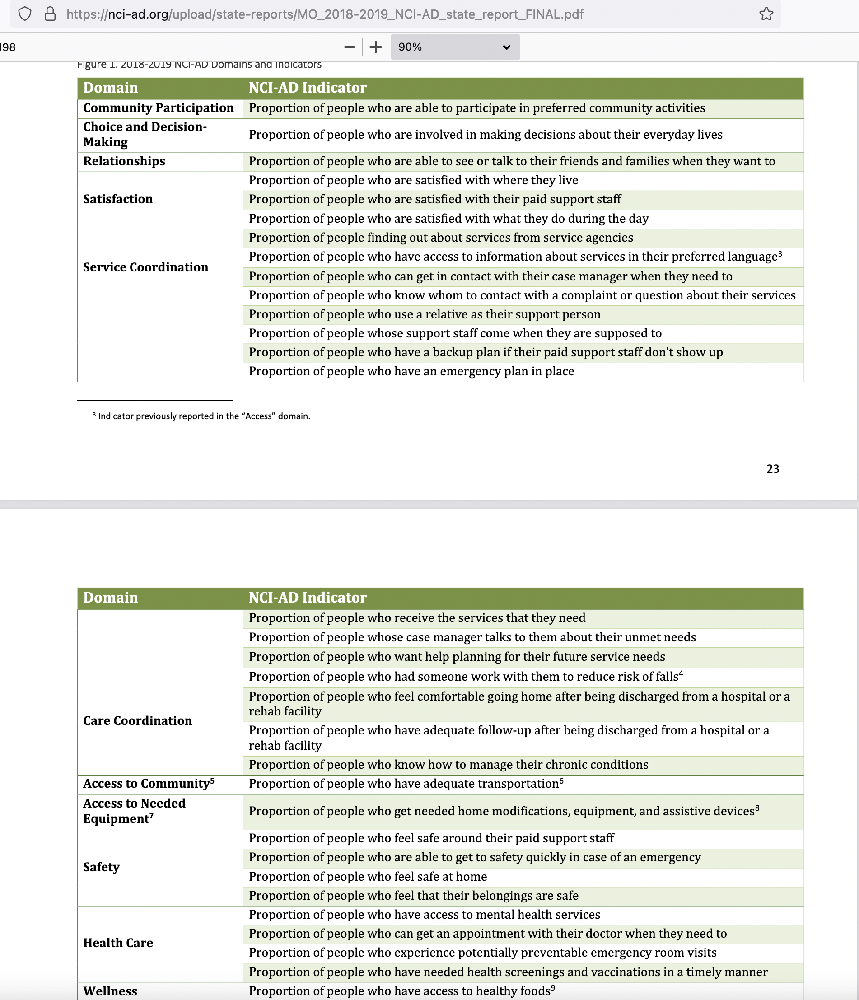 https://nci-ad.org/upload/state-reports/MO_2018-2019_NCI-AD_state_report_FINAL.pdf
198
90%
Figure 1. 2018-2019 NCI-AD Domains and Indicators
Domain
NCI-AD Indicator
Community Participation
Proportion of people who are able to participate in preferred community activities
Choice and Decision-
Making
Proportion of people who are involved in making decisions about their everyday lives
Relationships
Proportion of people who are able to see or talk to their friends and families when they want to
Satisfaction
Proportion of people who are satisfied with where they live
Proportion of people who are satisfied with their paid support staff
Proportion of people who are satisfied with what they do during the day
Service Coordination
Proportion of people finding out about services from service agencies
Proportion of people who have access to information about services in their preferred language³
Proportion of people who can get in contact with their case manager when they need to
Proportion of people who know whom to contact with a complaint or question about their services
Proportion of people who use a relative as their support person
Proportion of people whose support staff come when they are supposed to
Proportion of people who have a backup plan if their paid support staff don’t show up
Proportion of people who have an emergency plan in place
³ Indicator previously reported in the “Access” domain.
23
Domain
NCI-AD Indicator
Proportion of people who receive the services that they need
Proportion of people whose case manager talks to them about their unmet needs
Proportion of people who want help planning for their future service needs
Care Coordination
Proportion of people who had someone work with them to reduce risk of falls⁴
Proportion of people who feel comfortable going home after being discharged from a hospital or a
rehab facility
Proportion of people who have adequate follow-up after being discharged from a hospital or a
rehab facility
Proportion of people who know how to manage their chronic conditions
Access to Community⁵
Proportion of people who have adequate transportation⁶
Access to Needed
Equipment⁷
Proportion of people who get needed home modifications, equipment, and assistive devices⁸
Safety
Proportion of people who feel safe around their paid support staff
Proportion of people who are able to get to safety quickly in case of an emergency
Proportion of people who feel safe at home
Proportion of people who feel that their belongings are safe
Health Care
Proportion of people who have access to mental health services
Proportion of people who can get an appointment with their doctor when they need to
Proportion of people who experience potentially preventable emergency room visits
Proportion of people who have needed health screenings and vaccinations in a timely manner
Wellness
Proportion of people who have access to healthy foods⁹